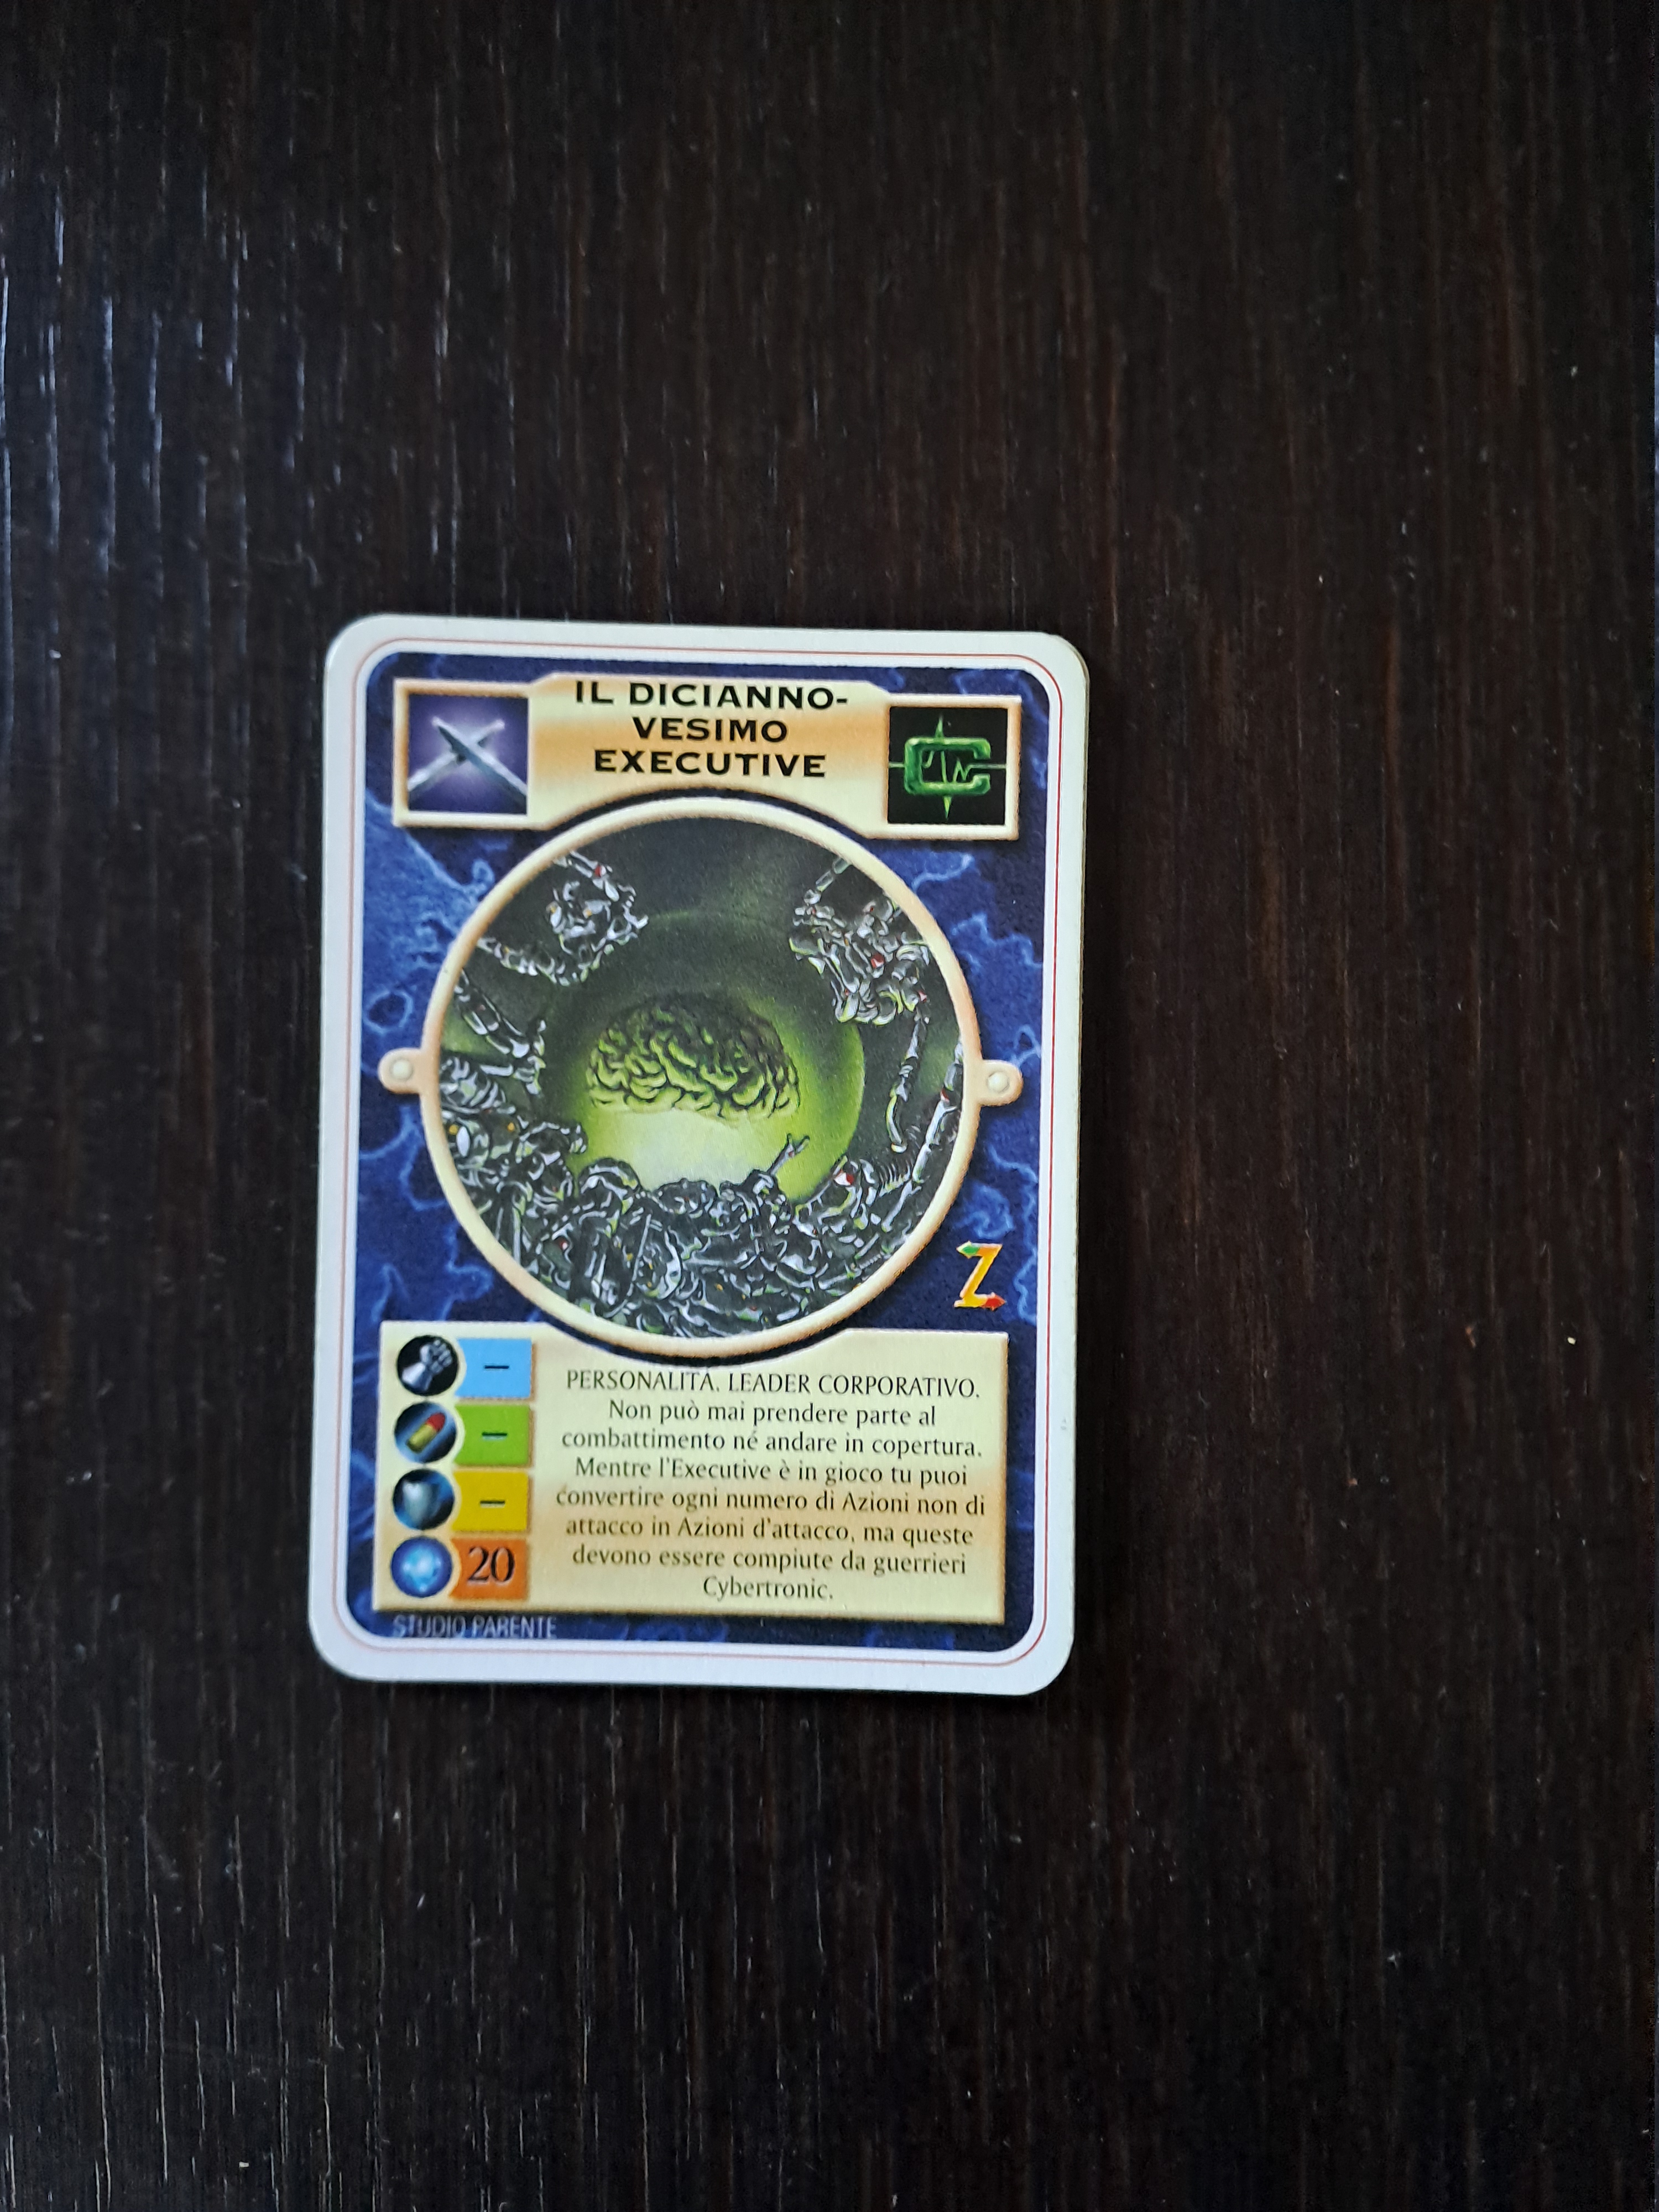 IL DICIANNO-
VESIMO
EXECUTIVE
Z
–
–
–
20
PERSONALITÀ. LEADER CORPORATIVO.
Non può mai prendere parte al
combattimento né andare in copertura.
Mentre l'Executive è in gioco tu puoi
convertire ogni numero di Azioni non di
attacco in Azioni d'attacco, ma queste
devono essere compiute da guerrieri
Cybertronic.
STUDIO PARENTE